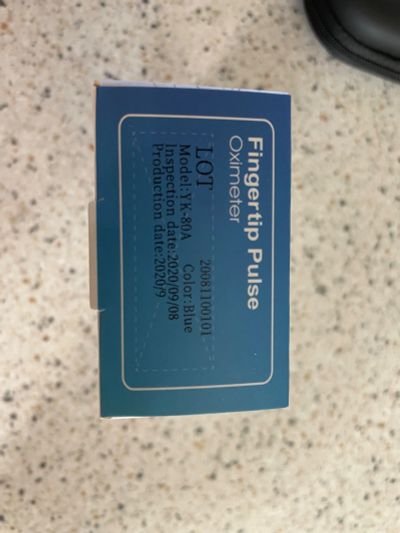 Fingertip Pulse
Oximeter
LOT 20081100101
Model:YK-80A Color:Blue
Inspection date:2020/09/08
Production date:2020/9